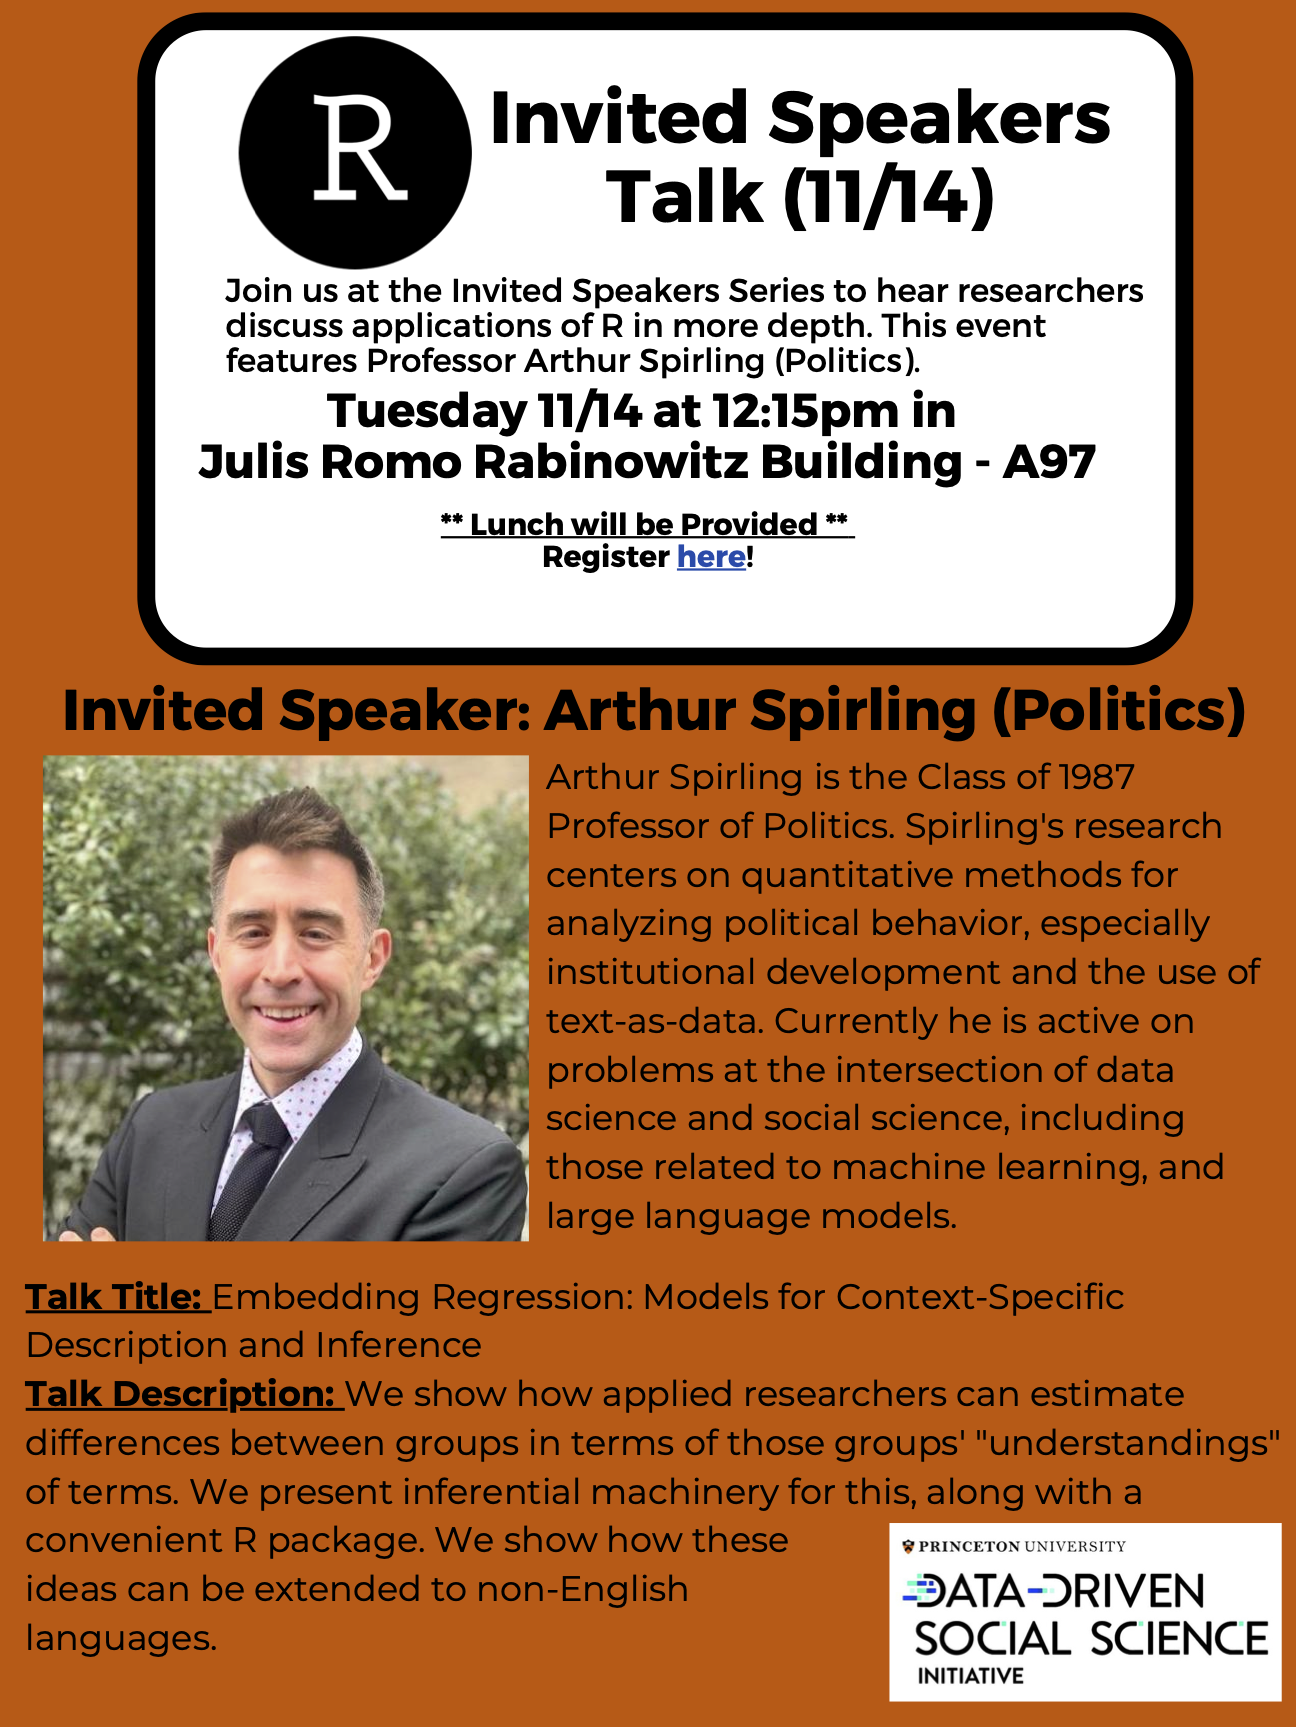 R
Invited Speakers
Talk (11/14)
Join us at the Invited Speakers Series to hear researchers
discuss applications of R in more depth. This event
features Professor Arthur Spirling (Politics).
Tuesday 11/14 at 12:15pm in
Julis Romo Rabinowitz Building - A97
** Lunch will be Provided **
Register here!
Invited Speaker: Arthur Spirling (Politics)
Arthur Spirling is the Class of 1987
Professor of Politics. Spirling's research
centers on quantitative methods for
analyzing political behavior, especially
institutional development and the use of
text-as-data. Currently he is active on
problems at the intersection of data
science and social science, including
those related to machine learning, and
large language models.
Talk Title: Embedding Regression: Models for Context-Specific
Description and Inference
Talk Description: We show how applied researchers can estimate
differences between groups in terms of those groups' "understandings"
of terms. We present inferential machinery for this, along with a
convenient R package. We show how these
ideas can be extended to non-English
languages.
PRINCETON UNIVERSITY
DATA-DRIVEN
SOCIAL SCIENCE
INITIATIVE